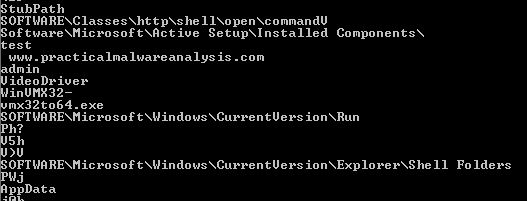 StubPath
SOFTWARE\Classes\http\shell\open\commandV
Software\Microsoft\Active Setup\Installed Components\
test
www.practicalmalwareanalysis.com
admin
VideoDriver
WinVMX32-
vmx32to64.exe
SOFTWARE\Microsoft\Windows\CurrentVersion\Run
Ph?
V5h
V>V
SOFTWARE\Microsoft\Windows\CurrentVersion\Explorer\Shell Folders
PWj
AppData